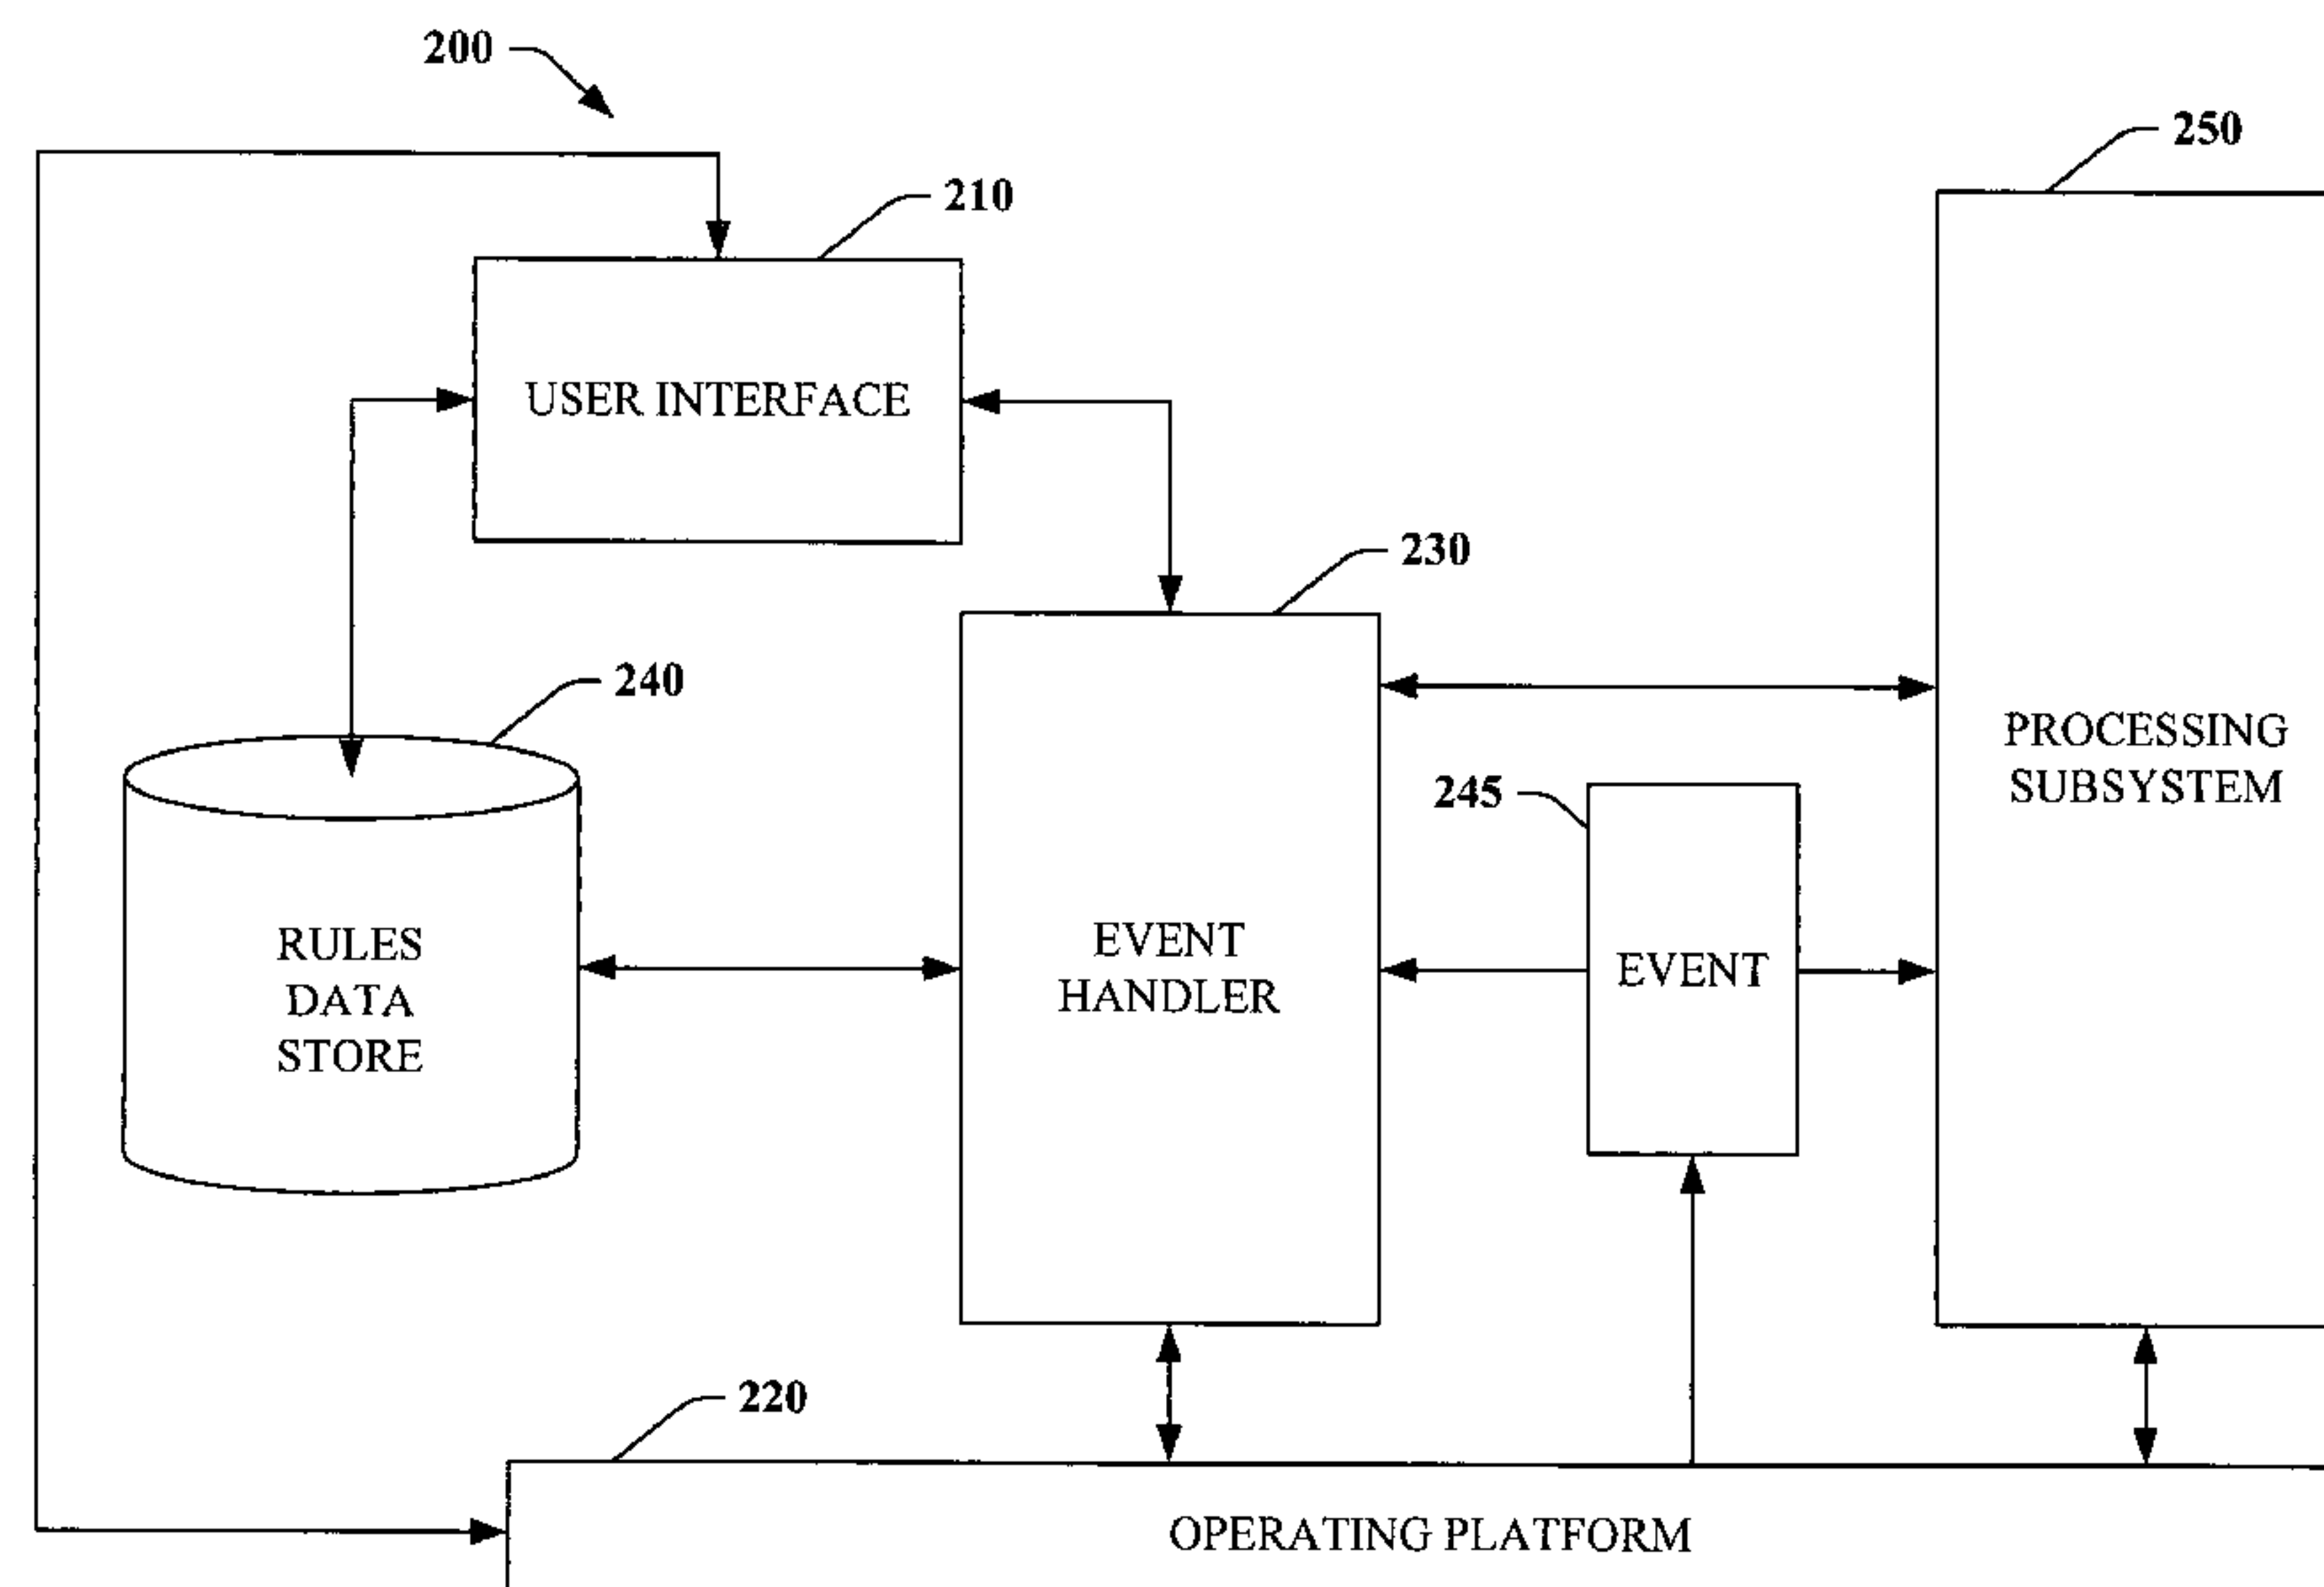 200
250
210
USER INTERFACE
230
240
PROCESSING
SUBSYSTEM
245
RULES
DATA
STORE
EVENT
HANDLER
EVENT
220
OPERATING PLATFORM